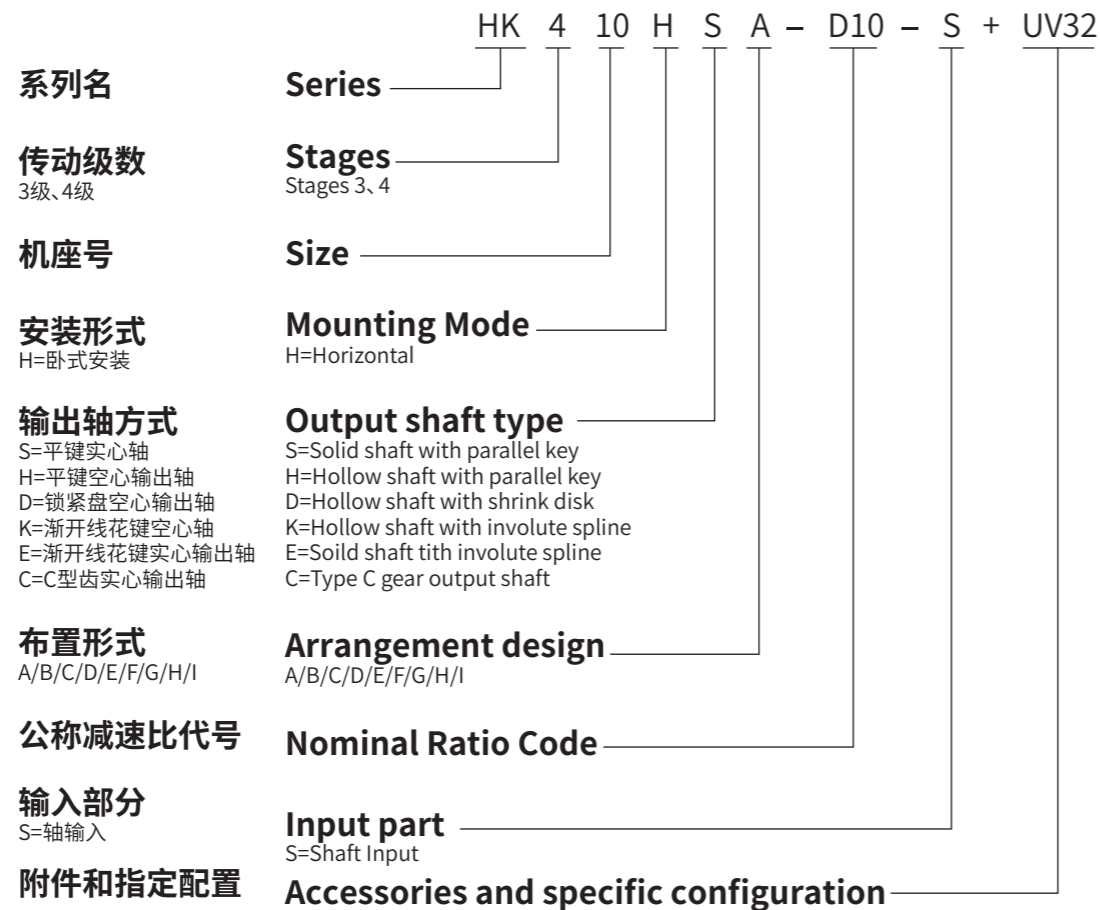 HK 4 10 H S A – D10 – S + UV32
系列名 Series
传动级数 Stages
3级、4级 Stages 3、4
机座号 Size
安装形式 Mounting Mode
H=卧式安装 H=Horizontal
输出轴方式 Output shaft type
S=平键实心轴 S=Solid shaft with parallel key
H=平键空心输出轴 H=Hollow shaft with parallel key
D=锁紧盘空心输出轴 D=Hollow shaft with shrink disk
K=渐开线花键空心轴 K=Hollow shaft with involute spline
E=渐开线花键实心输出轴 E=Soild shaft tith involute spline
C=C型齿实心输出轴 C=Type C gear output shaft
布置形式 Arrangement design
A/B/C/D/E/F/G/H/I A/B/C/D/E/F/G/H/I
公称减速比代号 Nominal Ratio Code
输入部分 Input part
S=轴输入 S=Shaft Input
附件和指定配置 Accessories and specific configuration